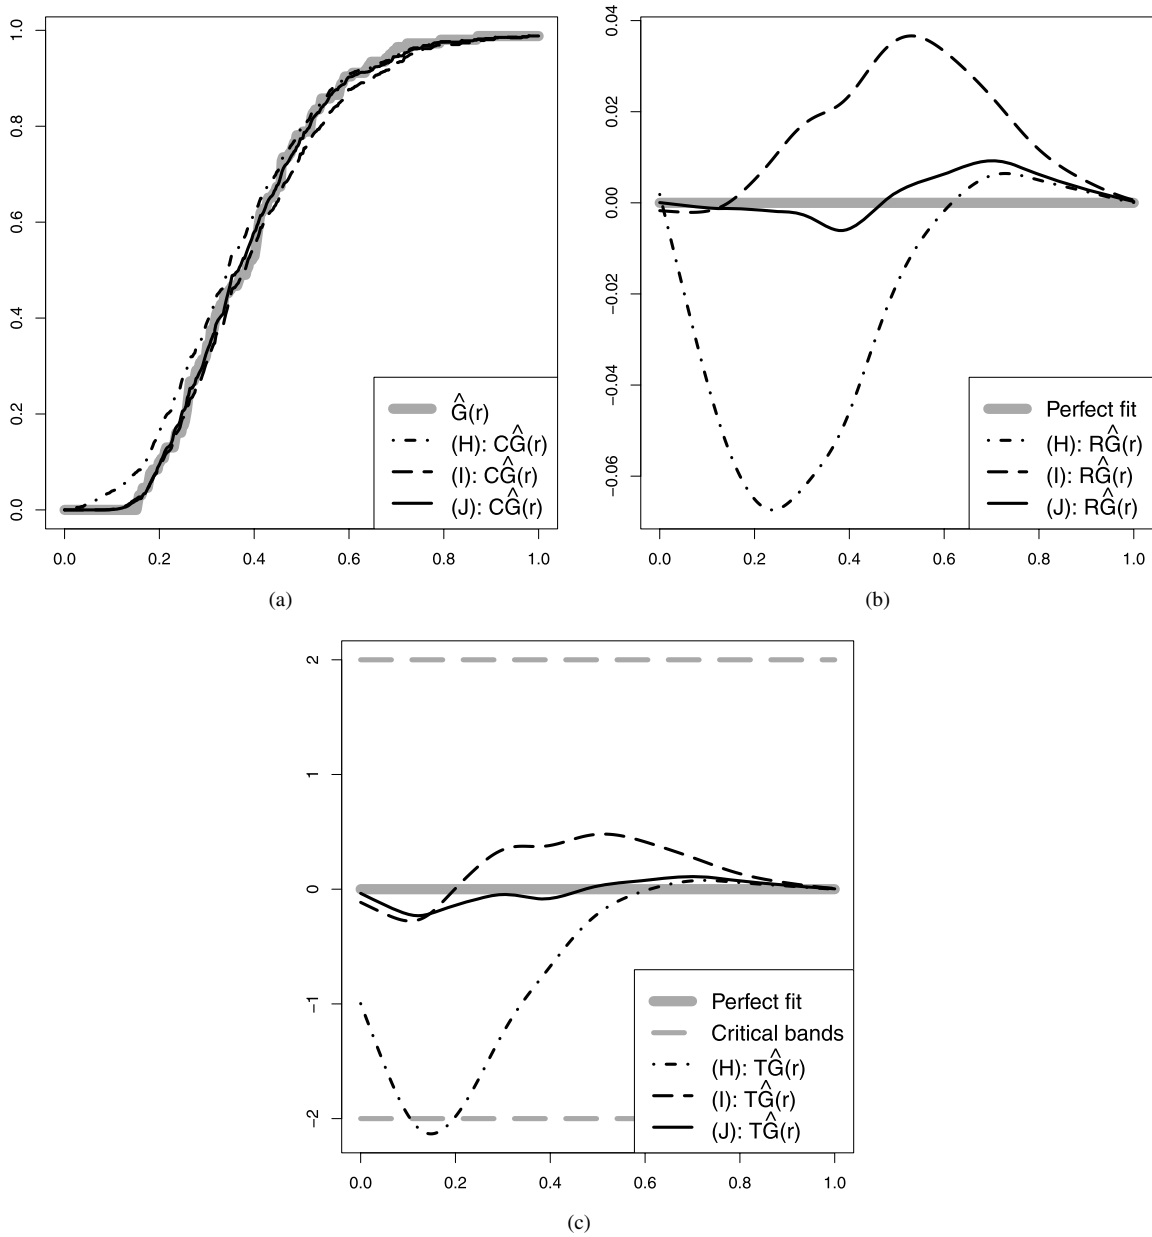 1.0
0.8
0.6
0.4
0.2
0.0
Ĝ(r)
(H): CĜ(r)
(I): CĜ(r)
(J): CĜ(r)
0.0 0.2 0.4 0.6 0.8 1.0
(a)
0.04
0.02
0.00
−0.02
−0.04
−0.06
Perfect fit
(H): RĜ(r)
(I): RĜ(r)
(J): RĜ(r)
0.0 0.2 0.4 0.6 0.8 1.0
(b)
2
1
0
−1
−2
Perfect fit
Critical bands
(H): TĜ(r)
(I): TĜ(r)
(J): TĜ(r)
0.0 0.2 0.4 0.6 0.8 1.0
(c)